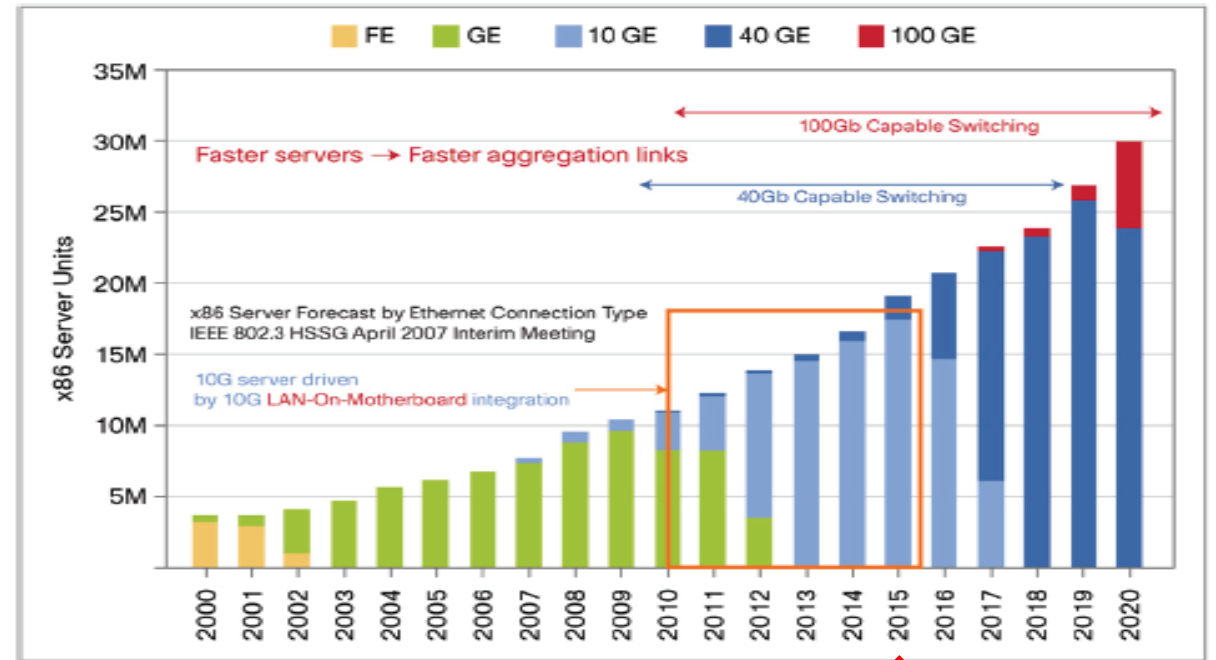 FE GE 10 GE 40 GE 100 GE
35M
100Gb Capable Switching
30M
Faster servers → Faster aggregation links
40Gb Capable Switching
25M
x86 Server Units
20M
x86 Server Forecast by Ethernet Connection Type
IEEE 802.3 HSSG April 2007 Interim Meeting
15M
10G server driven
by 10G LAN-On-Motherboard integration
10M
5M
2000 2001 2002 2003 2004 2005 2006 2007 2008 2009 2010 2011 2012 2013 2014 2015 2016 2017 2018 2019 2020